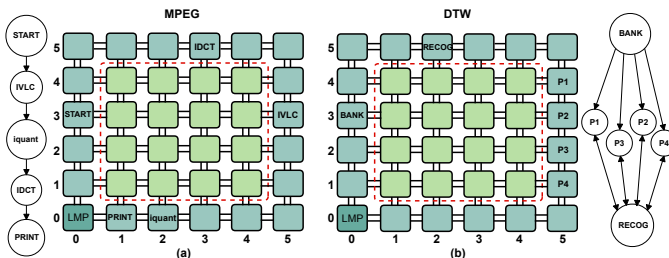 START
IVLC
iquant
IDCT
PRINT
MPEG
5
IDCT
4
3
START
IVLC
2
1
0
LMP
PRINT
iquant
0 1 2 3 4 5
(a)
DTW
5
RECOG
4
P1
3
BANK
P2
2
P3
1
P4
0
LMP
0 1 2 3 4 5
(b)
BANK
P1
P2
P3
P4
RECOG